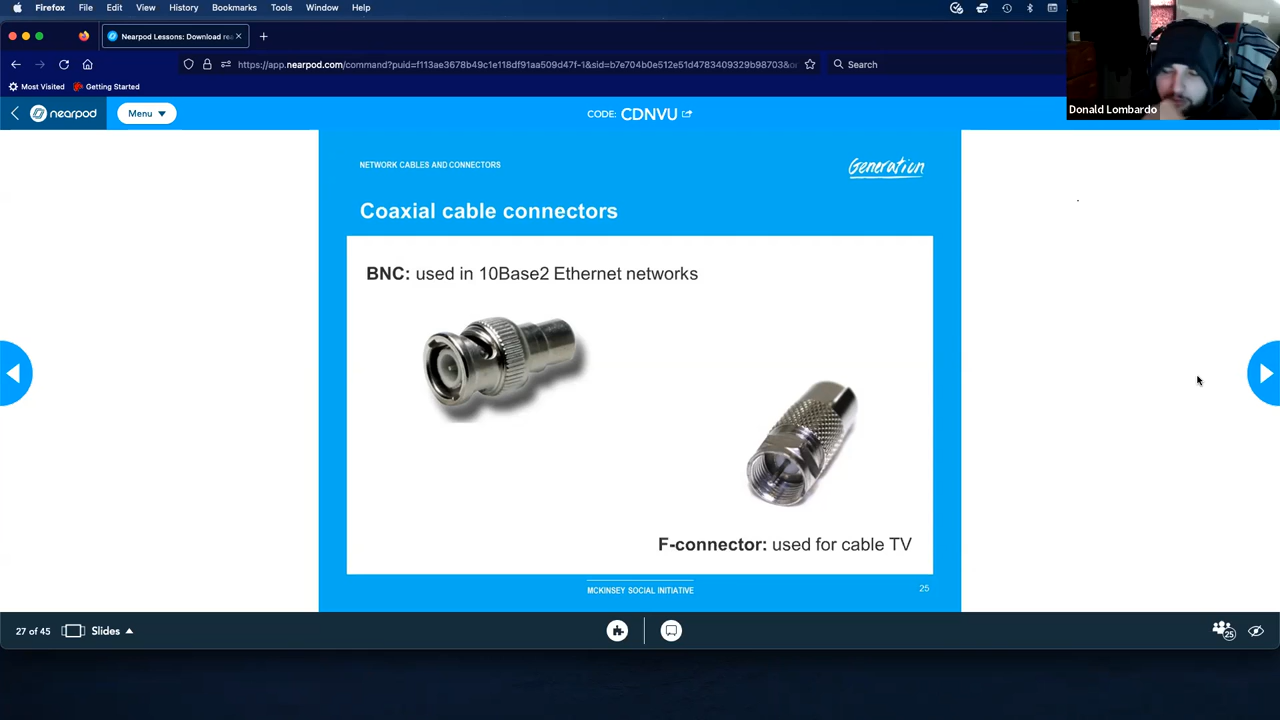 Firefox File Edit View History Bookmarks Tools Window Help
Nearpod Lessons: Download rea
https://app.nearpod.com/command?puid=f113ae3678b49c1e118df91aa509d47f-1&sid=b7e704b0e512e51d4783409329b98703&
Search
Most Visited Getting Started
Donald Lombardo
nearpod Menu CODE: CDNVU
NETWORK CABLES AND CONNECTORS
Generation
Coaxial cable connectors
BNC: used in 10Base2 Ethernet networks
F-connector: used for cable TV
MCKINSEY SOCIAL INITIATIVE
25
27 of 45 Slides
25